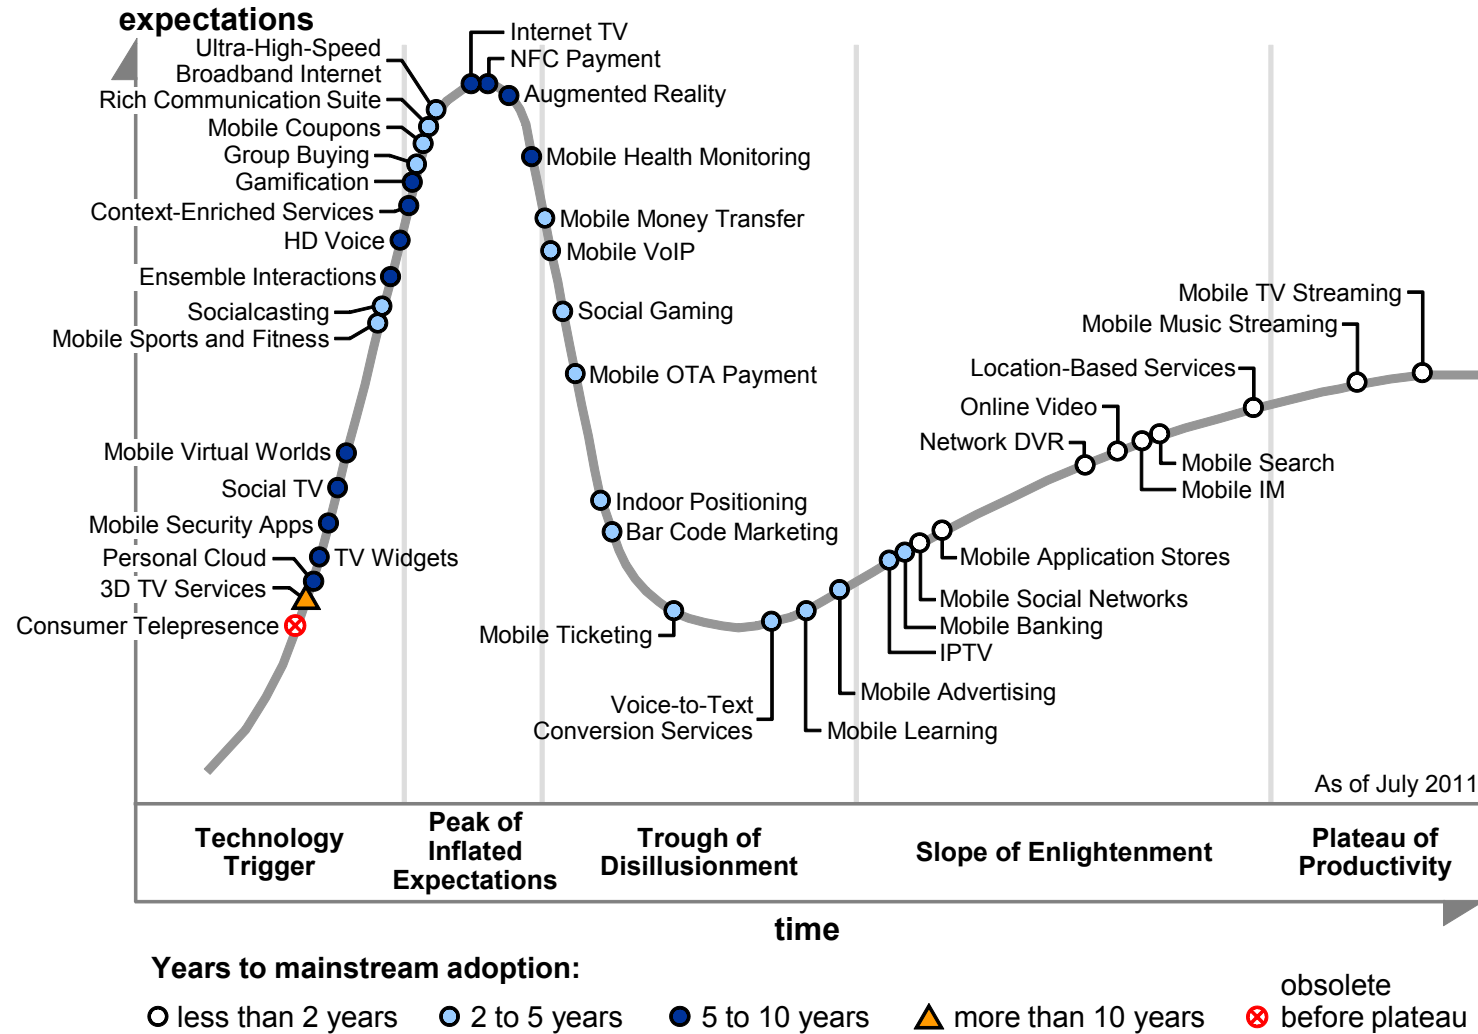 expectations
Ultra-High-Speed
Broadband Internet
Rich Communication Suite
Mobile Coupons
Group Buying
Gamification
Context-Enriched Services
HD Voice
Ensemble Interactions
Socialcasting
Mobile Sports and Fitness
Mobile Virtual Worlds
Social TV
Mobile Security Apps
Personal Cloud
TV Widgets
3D TV Services
Consumer Telepresence
Internet TV
NFC Payment
Augmented Reality
Mobile Health Monitoring
Mobile Money Transfer
Mobile VoIP
Social Gaming
Mobile OTA Payment
Indoor Positioning
Bar Code Marketing
Mobile Ticketing
Voice-to-Text
Conversion Services
Mobile Learning
Mobile Advertising
IPTV
Mobile Banking
Mobile Social Networks
Mobile Application Stores
Network DVR
Online Video
Mobile IM
Mobile Search
Location-Based Services
Mobile Music Streaming
Mobile TV Streaming
As of July 2011
Technology
Trigger
Peak of
Inflated
Expectations
Trough of
Disillusionment
Slope of Enlightenment
Plateau of
Productivity
time
Years to mainstream adoption:
less than 2 years
2 to 5 years
5 to 10 years
more than 10 years
obsolete
before plateau